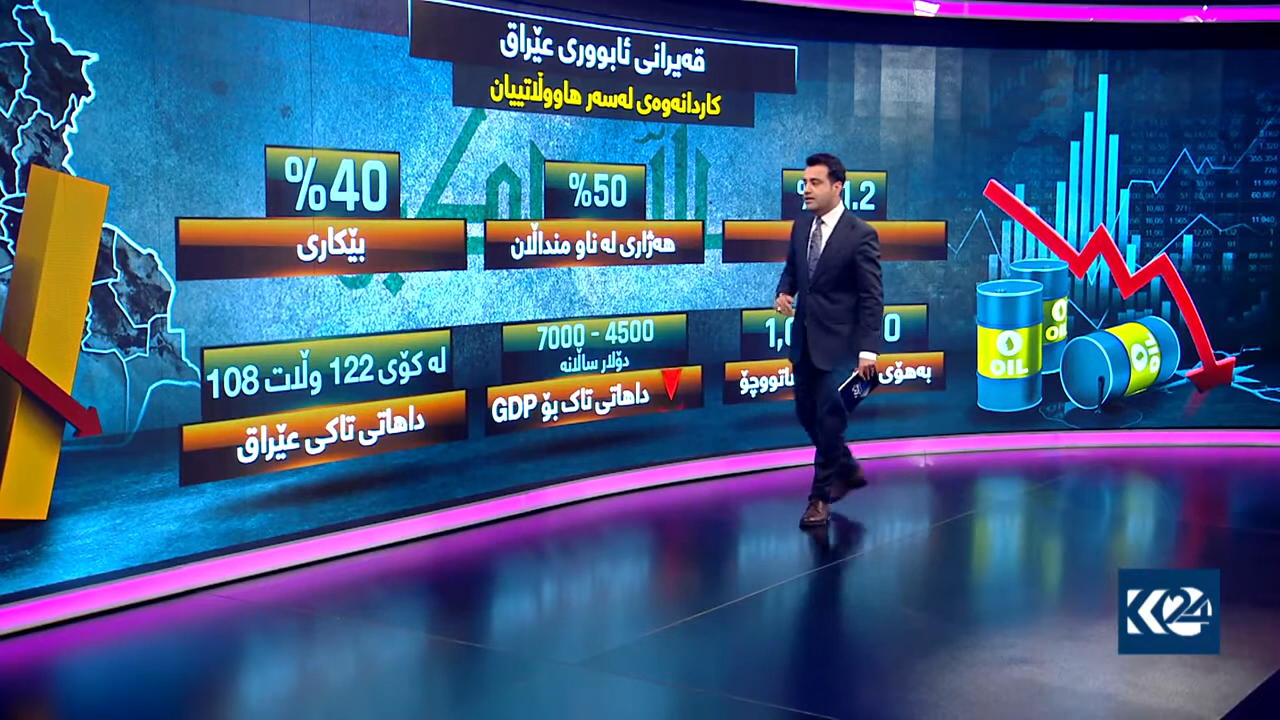 قەیرانی ئابووری عێراق
کاردانەوەی لەسەر هاووڵاتییان
%50
هەژاری لە ناو منداڵان
%40
بێکاری
بەهۆی
7000 - 4500
دۆلار ساڵانە
داهاتی تاک بۆ GDP
لە کۆی 122 وڵات 108
داهاتی تاکی عێراق
OIL
OIL
OIL
K24